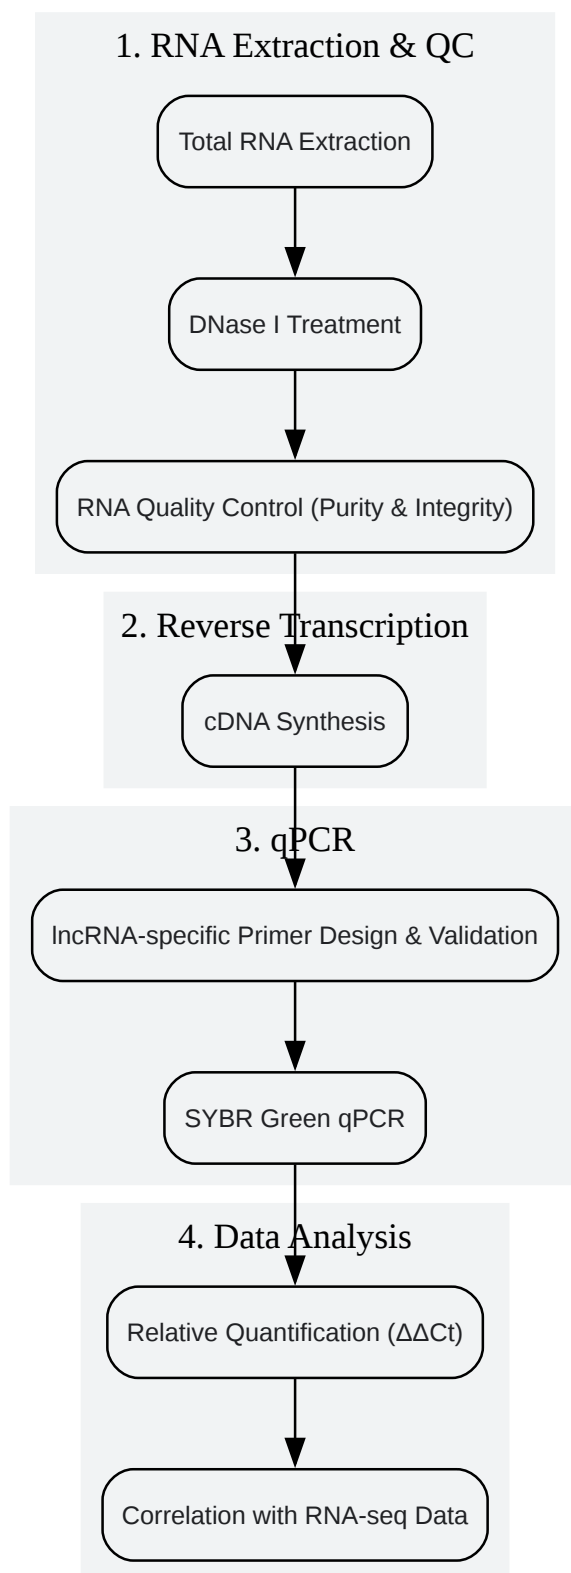 1. RNA Extraction & QC
Total RNA Extraction
DNase I Treatment
RNA Quality Control (Purity & Integrity)
2. Reverse Transcription
cDNA Synthesis
3. qPCR
lncRNA-specific Primer Design & Validation
SYBR Green qPCR
4. Data Analysis
Relative Quantification (ΔΔCt)
Correlation with RNA-seq Data